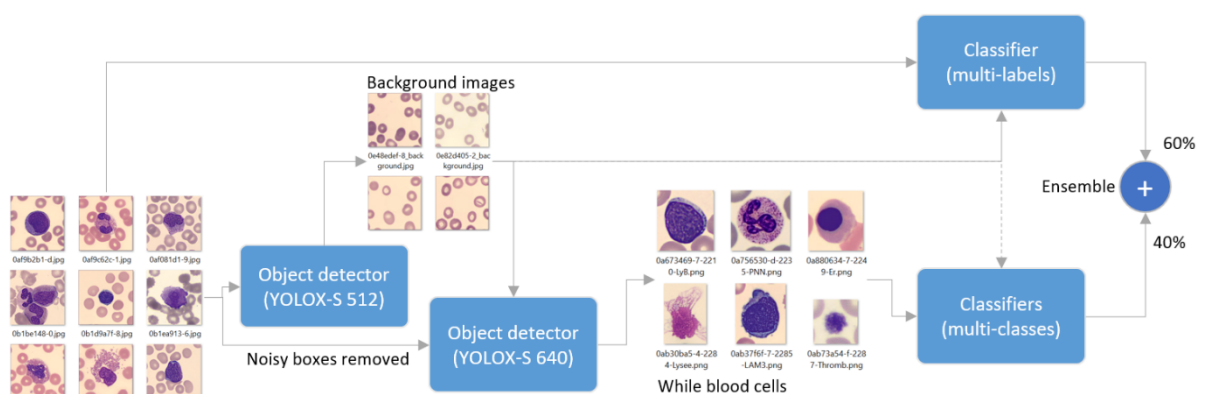 Classifier
(multi-labels)
Background images
0e48edef-8_back
ground.jpg
0e82d405-2_bac
kground.jpg
60%
Ensemble
+
40%
0af9b2b1-d.jpg
0af9c62c-1.jpg
0af081d1-9.jpg
Object detector
(YOLOX-S 512)
0a673469-7-221
0-LyB.png
0a756530-d-223
5-PNN.png
0a880634-7-224
9-Er.png
0b1be148-0.jpg
0b1d9a7f-8.jpg
0b1ea913-6.jpg
Object detector
(YOLOX-S 640)
Classifiers
(multi-classes)
Noisy boxes removed
0ab30ba5-4-228
4-Lysee.png
0ab37f6f-7-2285
-LAM3.png
0ab73a54-f-228
7-Thromb.png
While blood cells